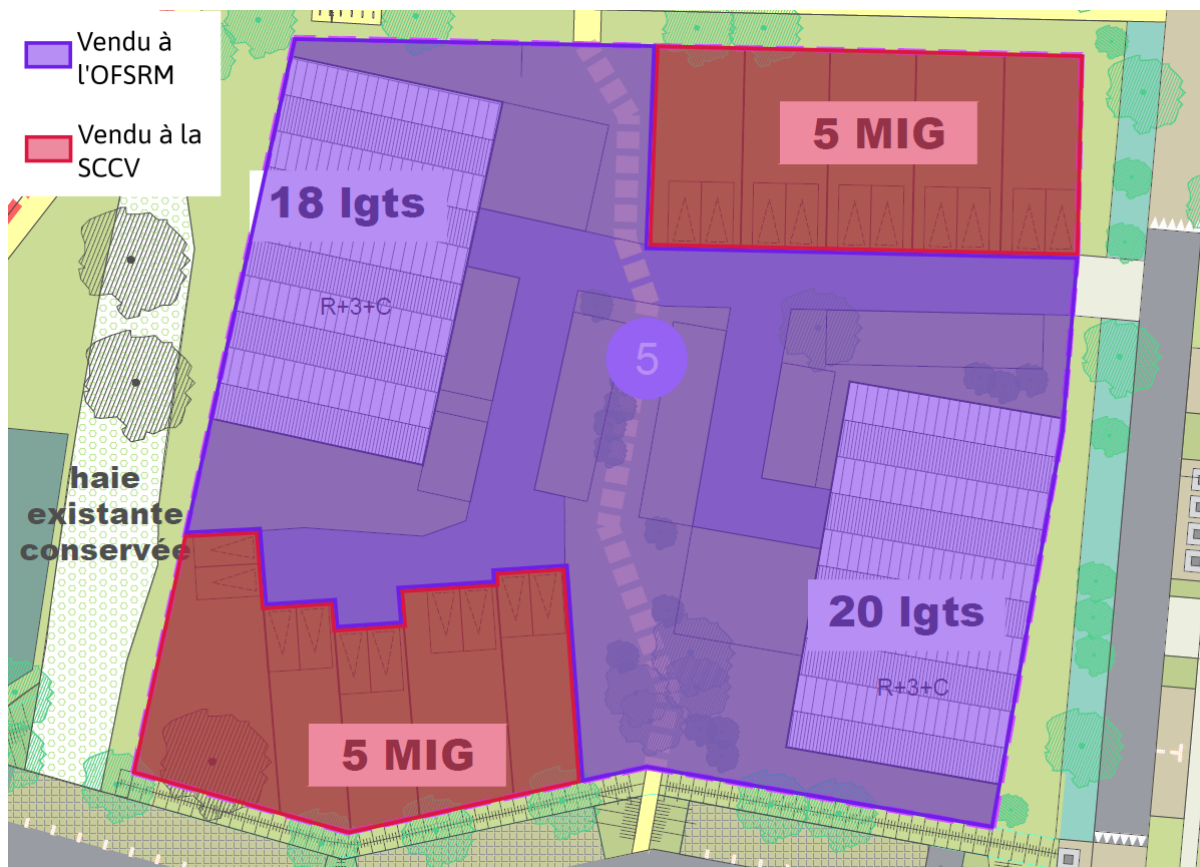 Vendu à
l'OFSRM
Vendu à la
SCCV
5 MIG
18 lgts
R+3+C
5
haie
existante
conservée
20 lgts
R+3+C
5 MIG